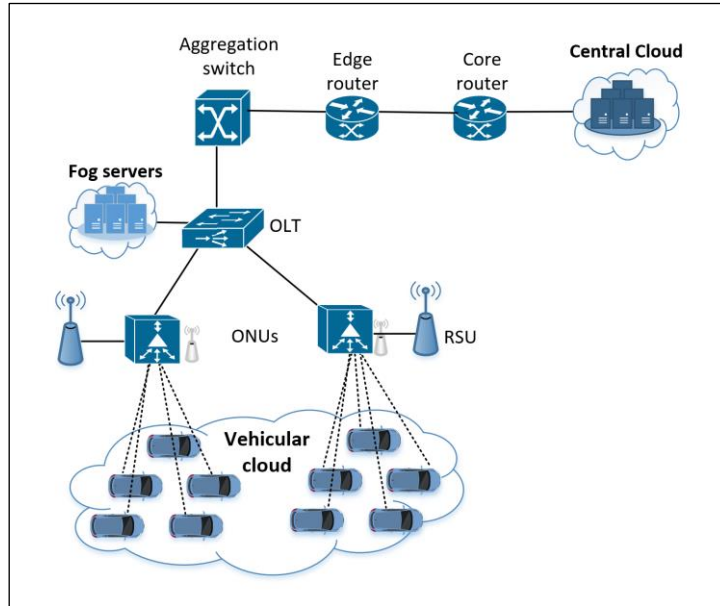 Aggregation
switch
Edge
router
Core
router
Central Cloud
Fog servers
OLT
ONUs
RSU
Vehicular
cloud